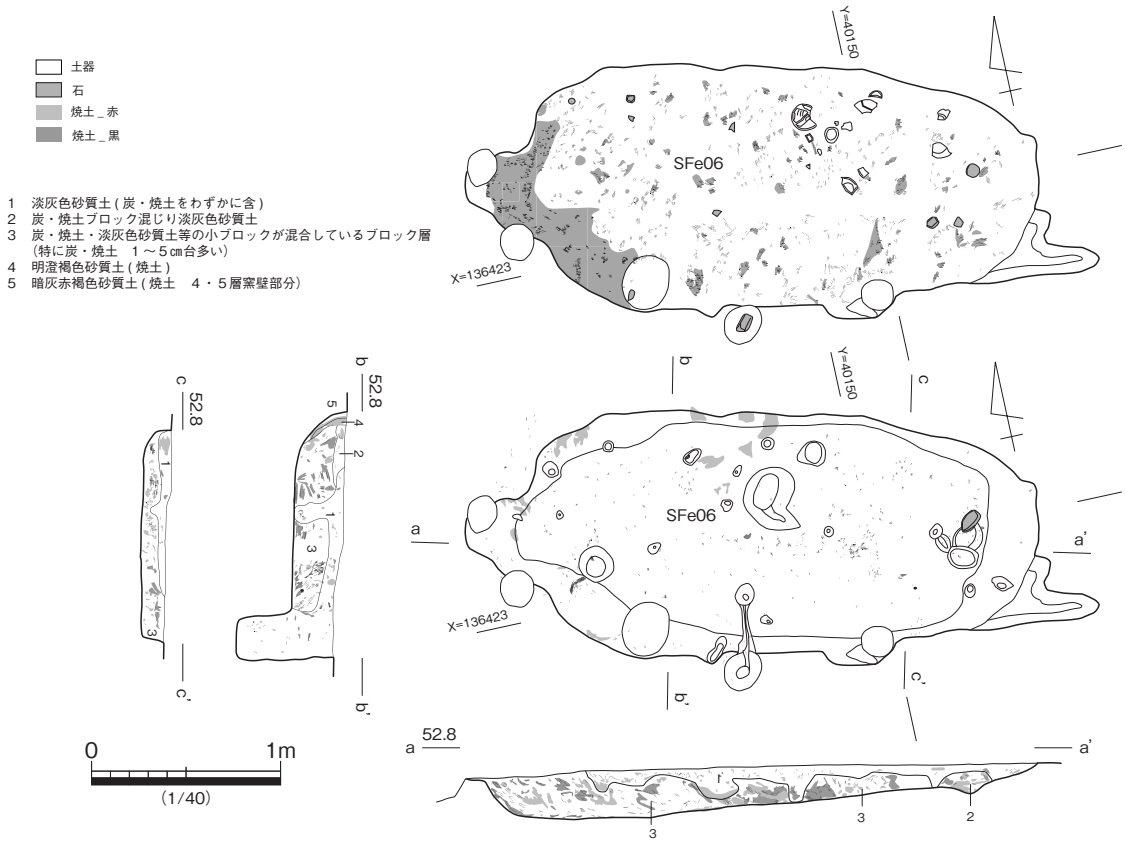 土器
石
焼土 _ 赤
焼土 _ 黒
1 淡灰色砂質土 ( 炭・焼土をわずかに含 )
2 炭・焼土ブロック混じり淡灰色砂質土
3 炭・焼土・淡灰色砂質土等の小ブロックが混合しているブロック層
（特に炭・焼土 1～5㎝台多い）
4 明澄褐色砂質土 ( 焼土 )
5 暗灰赤褐色砂質土 ( 焼土 4・5層窯壁部分)
Y=40150
SFe06
X=136423
b
c
Y=40150
SFe06
a
a'
X=136423
b'
c'
c
52.8
1
3
c'
b
52.8
5
4
2
1
3
b'
a
52.8
a'
1
3
3
2
0
1m
（1/40）